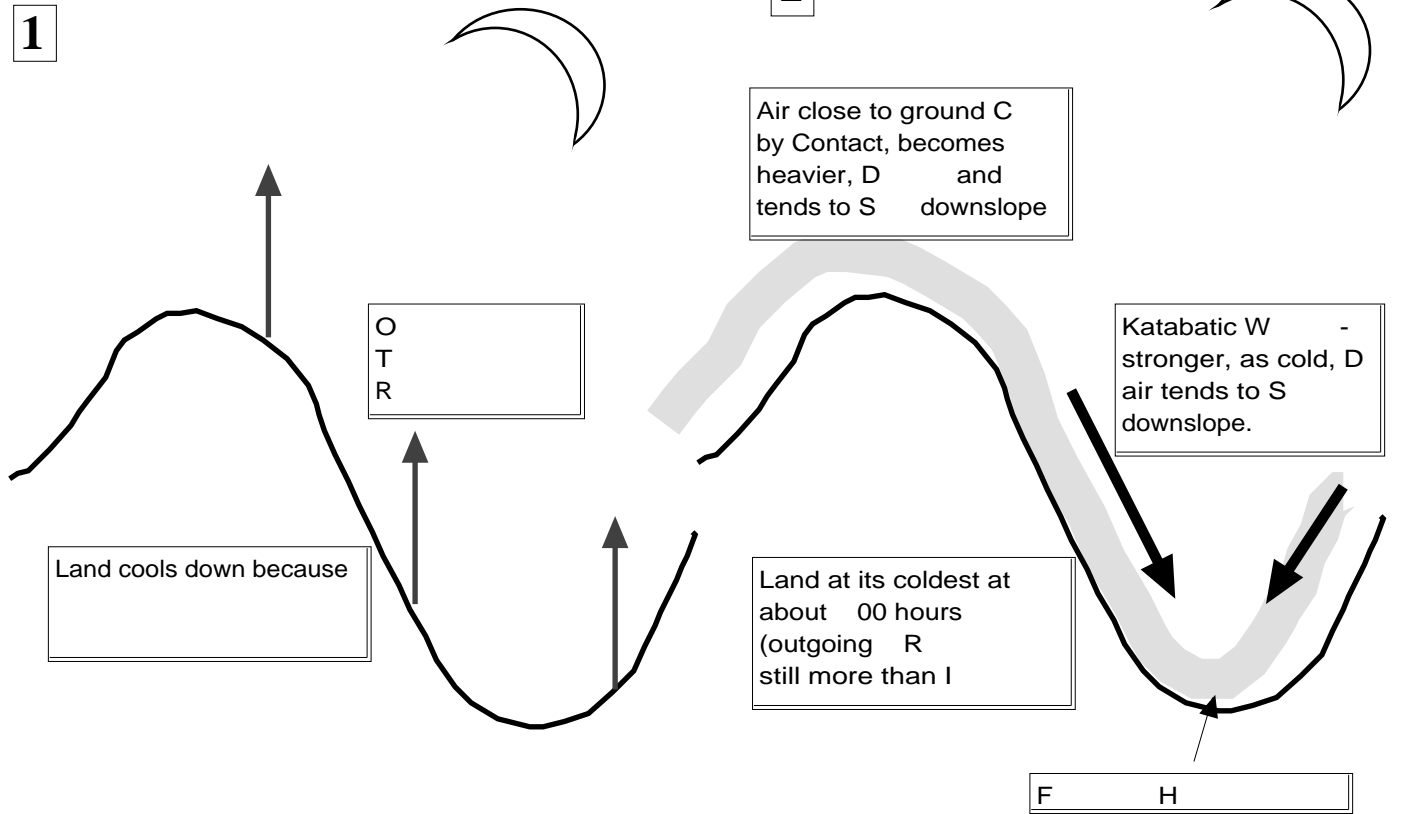 1
Air close to ground C
by Contact, becomes
heavier, D and
tends to S downslope
O
T
R
Katabatic W -
stronger, as cold, D
air tends to S
downslope.
Land cools down because
Land at its coldest at
about 00 hours
(outgoing R
still more than I
F H